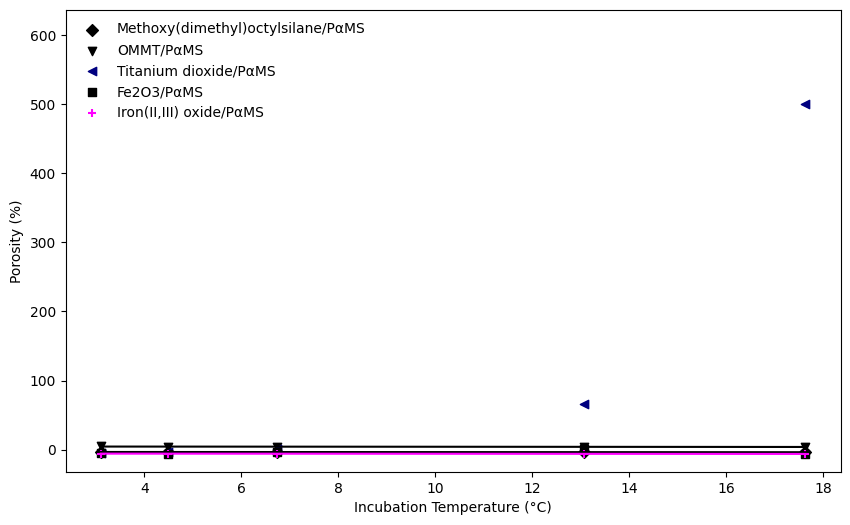 600
500
400
300
200
100
0
Porosity (%)
Methoxy(dimethyl)octylsilane/PαMS
OMMT/PαMS
Titanium dioxide/PαMS
Fe2O3/PαMS
Iron(II,III) oxide/PαMS
4 6 8 10 12 14 16 18
Incubation Temperature (°C)